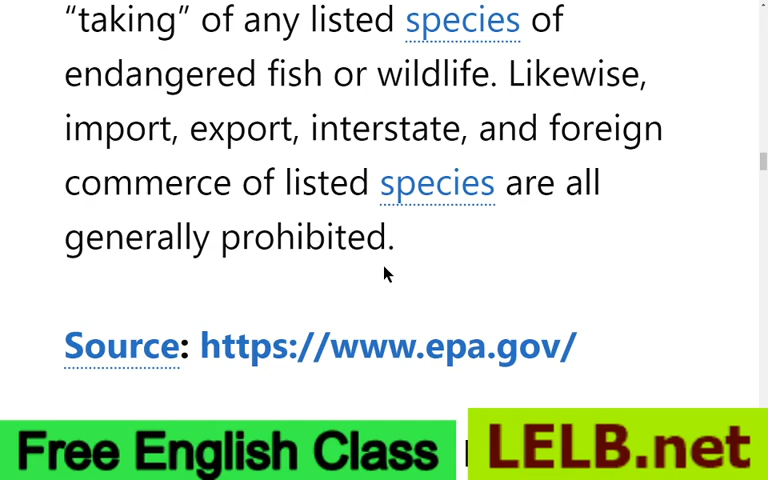 “taking” of any listed species of
endangered fish or wildlife. Likewise,
import, export, interstate, and foreign
commerce of listed species are all
generally prohibited.
Source: https://www.epa.gov/
Free English Class
LELB.net